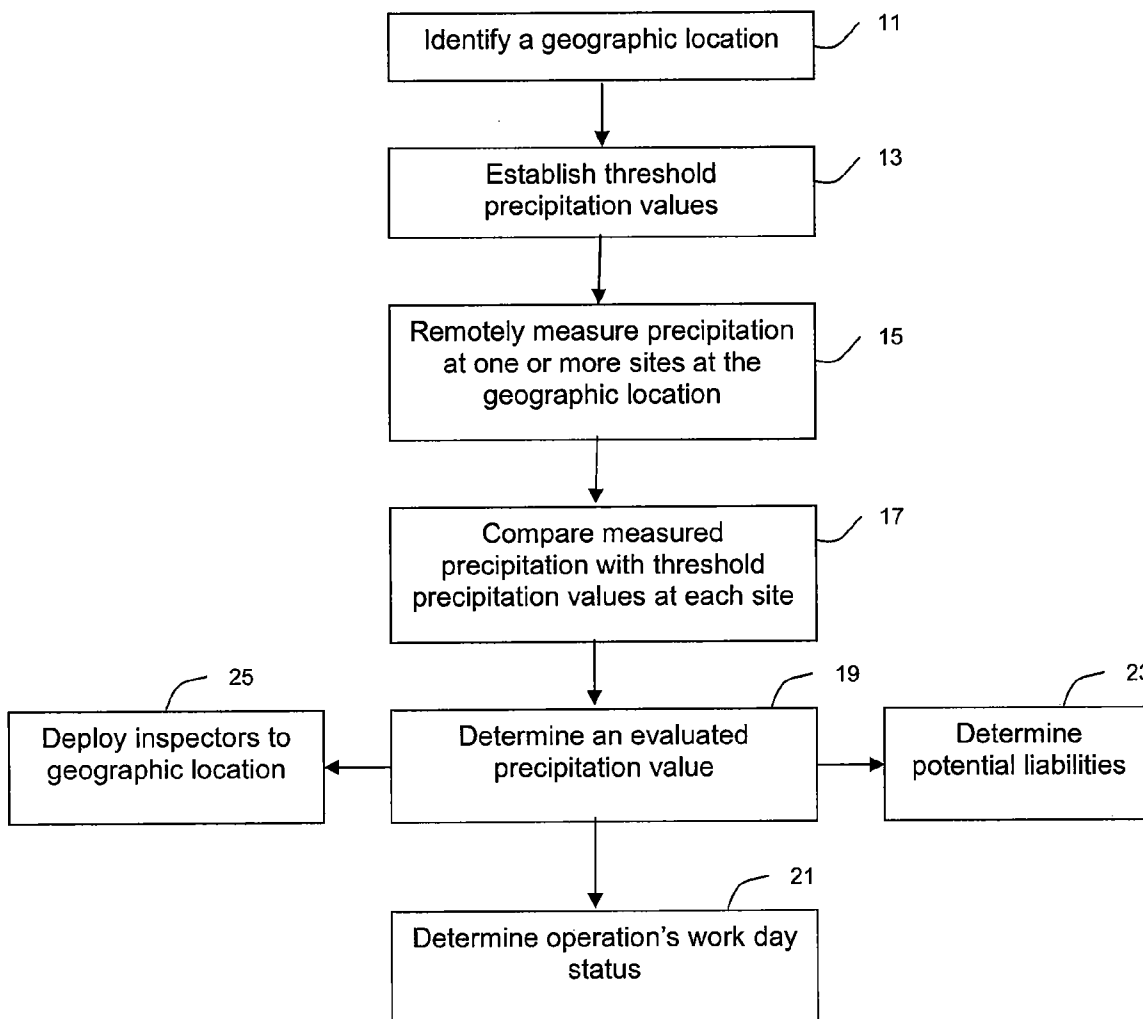 Identify a geographic location
11
Establish threshold
precipitation values
13
Remotely measure precipitation
at one or more sites at the
geographic location
15
Compare measured
precipitation with threshold
precipitation values at each site
17
25
Deploy inspectors to
geographic location
19
Determine an evaluated
precipitation value
23
Determine
potential liabilities
21
Determine operation's work day
status